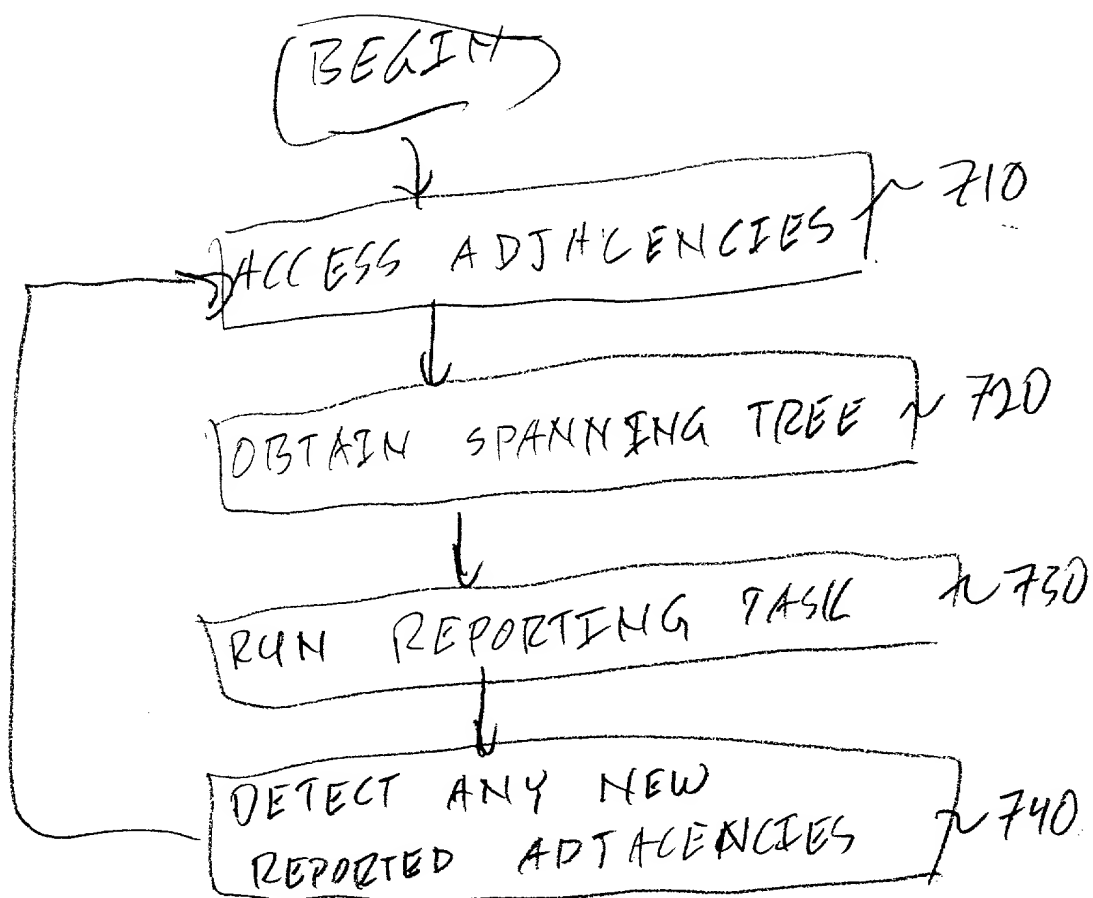 BEGIN
ACCESS ADJACENCIES 710
OBTAIN SPANNING TREE 720
RUN REPORTING TASK 730
DETECT ANY NEW
REPORTED ADJACENCIES 740